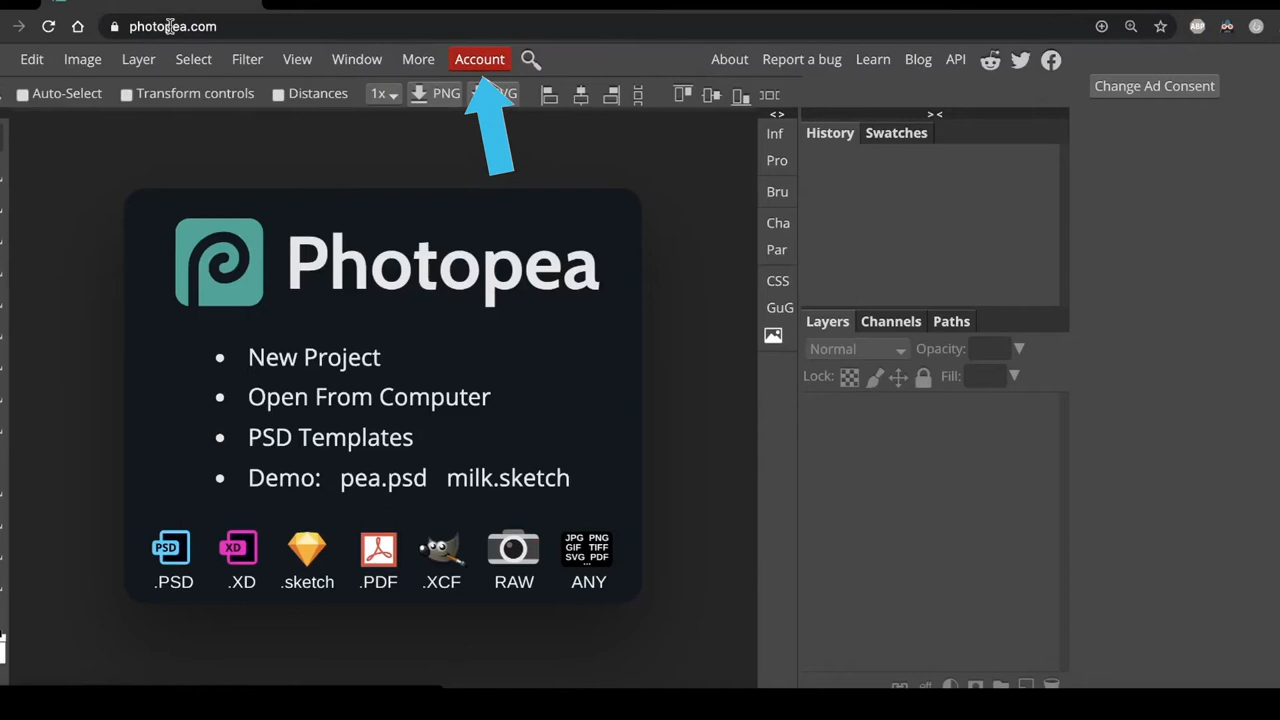 photopea.com
Edit Image Layer Select Filter View Window More Account About Report a bug Learn Blog API
Auto-Select Transform controls Distances 1x PNG
Change Ad Consent
<> ><
Inf
Pro
Bru
Cha
Par
CSS
GuG
History Swatches
Photopea
• New Project
• Open From Computer
• PSD Templates
• Demo: pea.psd milk.sketch
PSD XD JPG PNG
GIF TIFF
SVG PDF
...
.PSD .XD .sketch .PDF .XCF RAW ANY
Layers Channels Paths
Normal Opacity:
Lock: Fill: